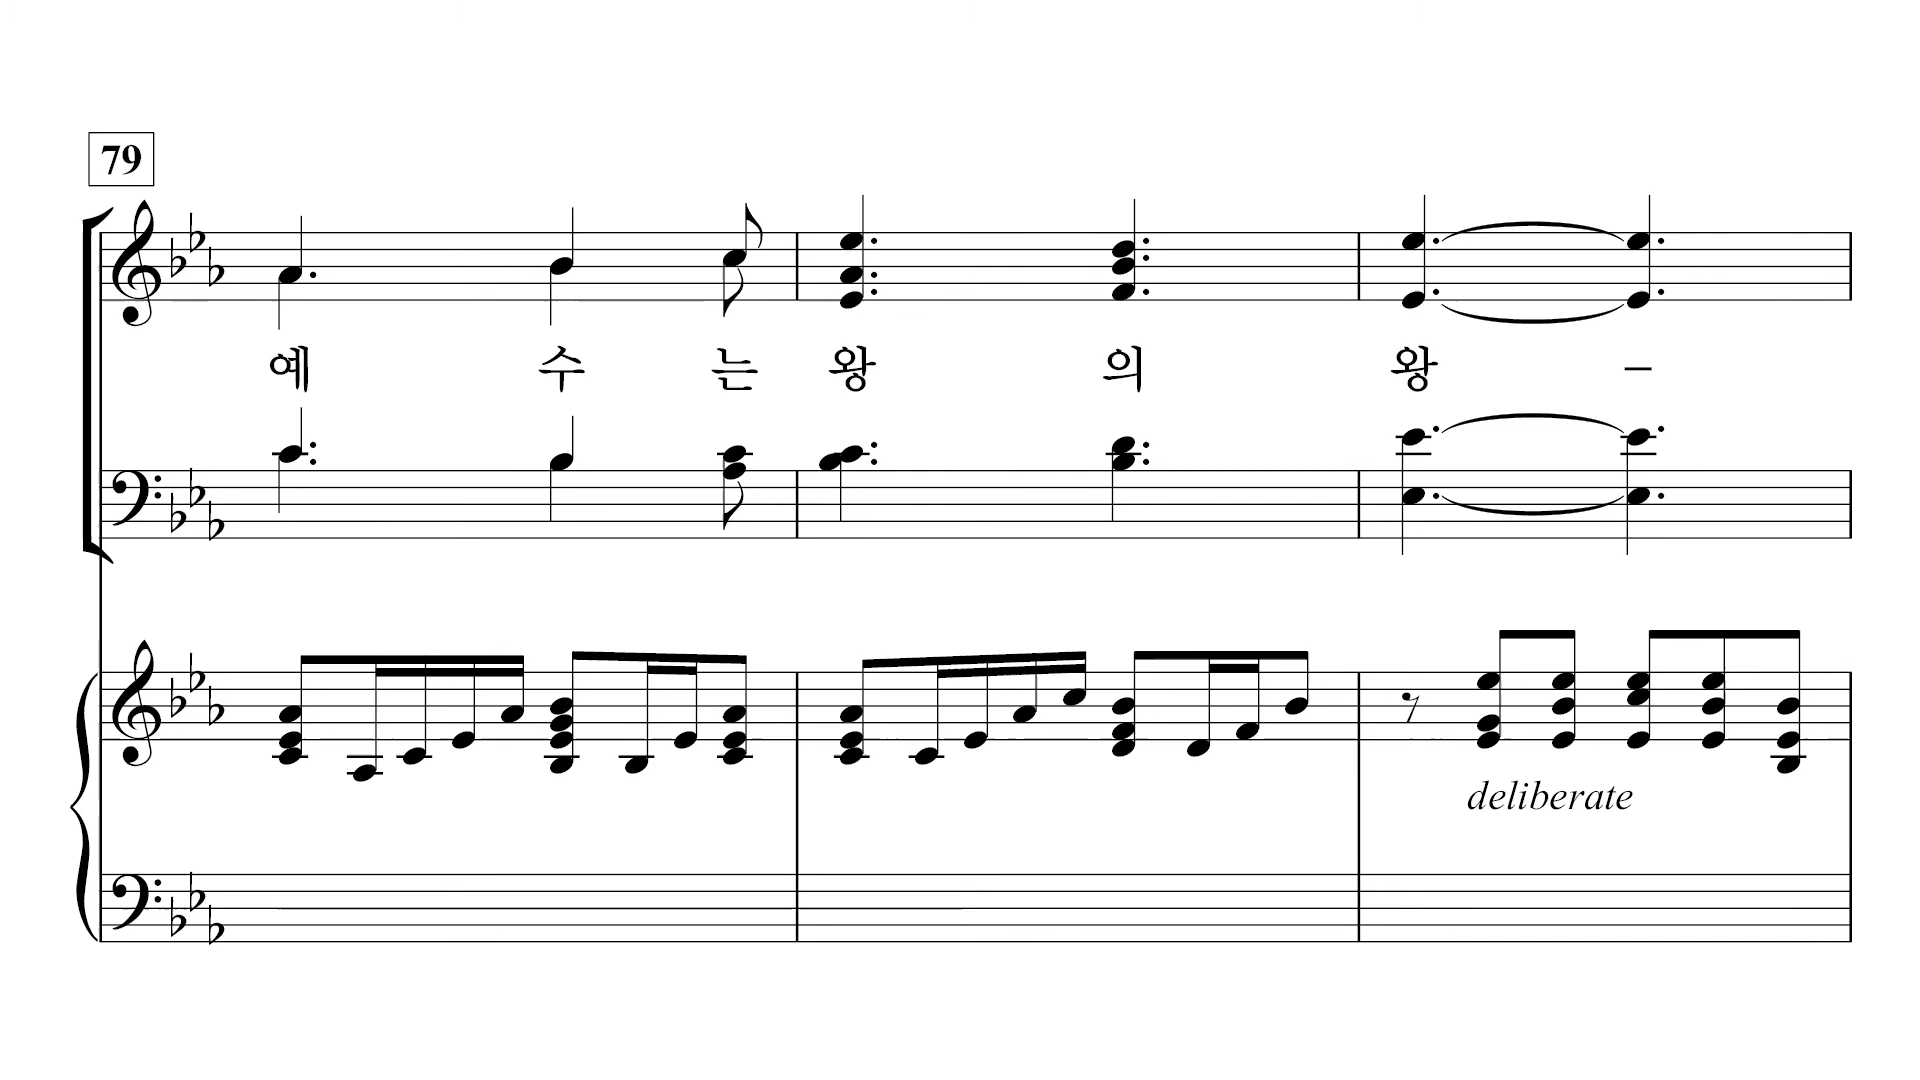 79
예 수 는 왕 의 왕 –
deliberate